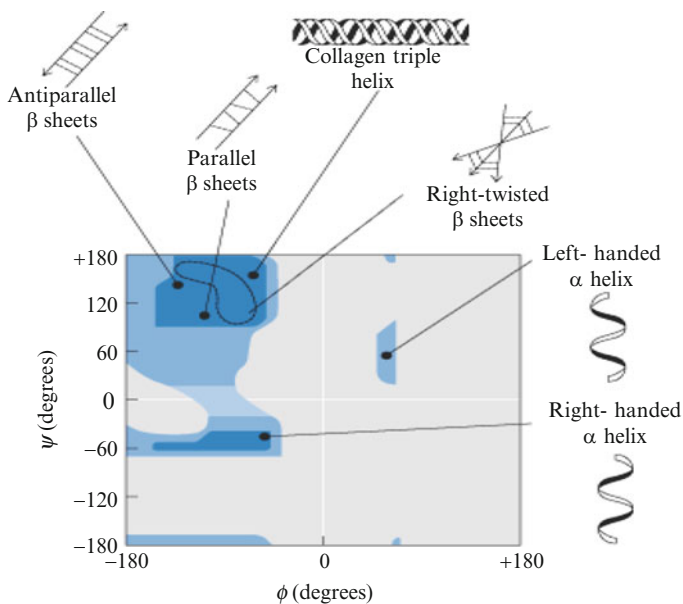 Collagen triple
helix
Antiparallel
β sheets
Parallel
β sheets
Right-twisted
β sheets
Left- handed
α helix
Right- handed
α helix
+180
120
60
0
−60
−120
−180
ψ (degrees)
−180
0
+180
ϕ (degrees)